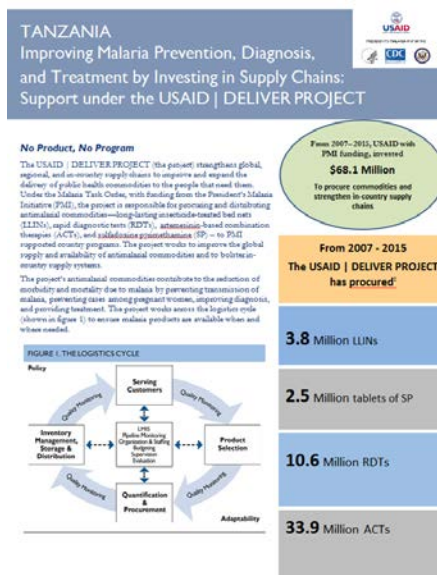 TANZANIA
Improving Malaria Prevention, Diagnosis,
and Treatment by Investing in Supply Chains:
Support under the USAID | DELIVER PROJECT
USAID
CDC
No Product, No Program
The USAID | DELIVER PROJECT (the project) strengthens global,
regional, and in-country supply chains to improve and expand the
delivery of public health commodities to the people that need them.
Under the Malaria Task Order, with funding from the President's Malaria
Initiative (PMI), the project is responsible for procuring and distributing
antimalarial commodities—long-lasting insecticide-treated bed nets
(LLINs), rapid diagnostic tests (RDTs), artemesinin-based combination
therapies (ACTs), and sulfadoxine pyrimethamine (SP) – to PMI
supported country programs. The project works to improve the global
supply and availability of antimalarial commodities and to bolster in-
country supply systems.
The project's antimalarial commodities contribute to the reduction of
morbidity and mortality due to malaria by preventing transmission of
malaria, preventing cases among pregnant women, improving diagnosis,
and providing treatment. The project works across the logistics cycle
(shown in figure 1) to ensure malaria products are available when and
where needed.
FIGURE 1. THE LOGISTICS CYCLE
Policy
Serving
Customers
Quality Monitoring
Quality Monitoring
Inventory
Management,
Storage &
Distribution
LMIS
Pipeline Monitoring
Organization & Staffing
Budgeting
Supervision
Evaluation
Product
Selection
Quality Monitoring
Quality Monitoring
Quantification
&
Procurement
Adaptability
From 2007–2015, USAID with
PMI funding, invested
$68.1 Million
To procure commodities and
strengthen in-country supply
chains
From 2007 - 2015
The USAID | DELIVER PROJECT
has procured
3.8 Million LLINs
2.5 Million tablets of SP
10.6 Million RDTs
33.9 Million ACTs